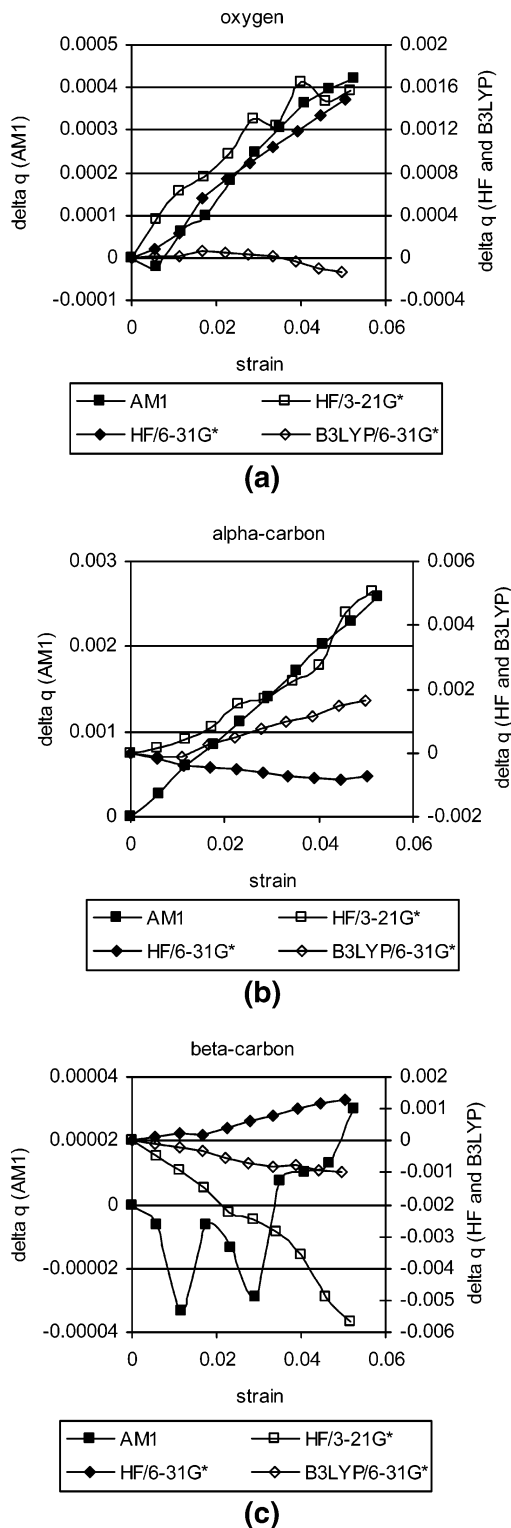 oxygen
0.0005
0.0004
0.0003
0.0002
0.0001
0
-0.0001
delta q (AM1)
0.002
0.0016
0.0012
0.0008
0.0004
0
-0.0004
delta q (HF and B3LYP)
0
0.02
0.04
0.06
strain
AM1
HF/3-21G*
HF/6-31G*
B3LYP/6-31G*
(a)
alpha-carbon
0.003
0.002
0.001
0
delta q (AM1)
0.006
0.004
0.002
0
-0.002
delta q (HF and B3LYP)
0
0.02
0.04
0.06
strain
AM1
HF/3-21G*
HF/6-31G*
B3LYP/6-31G*
(b)
beta-carbon
0.00004
0.00002
0
-0.00002
-0.00004
delta q (AM1)
0.002
0.001
0
-0.001
-0.002
-0.003
-0.004
-0.005
-0.006
delta q (HF and B3LYP)
0
0.02
0.04
0.06
strain
AM1
HF/3-21G*
HF/6-31G*
B3LYP/6-31G*
(c)